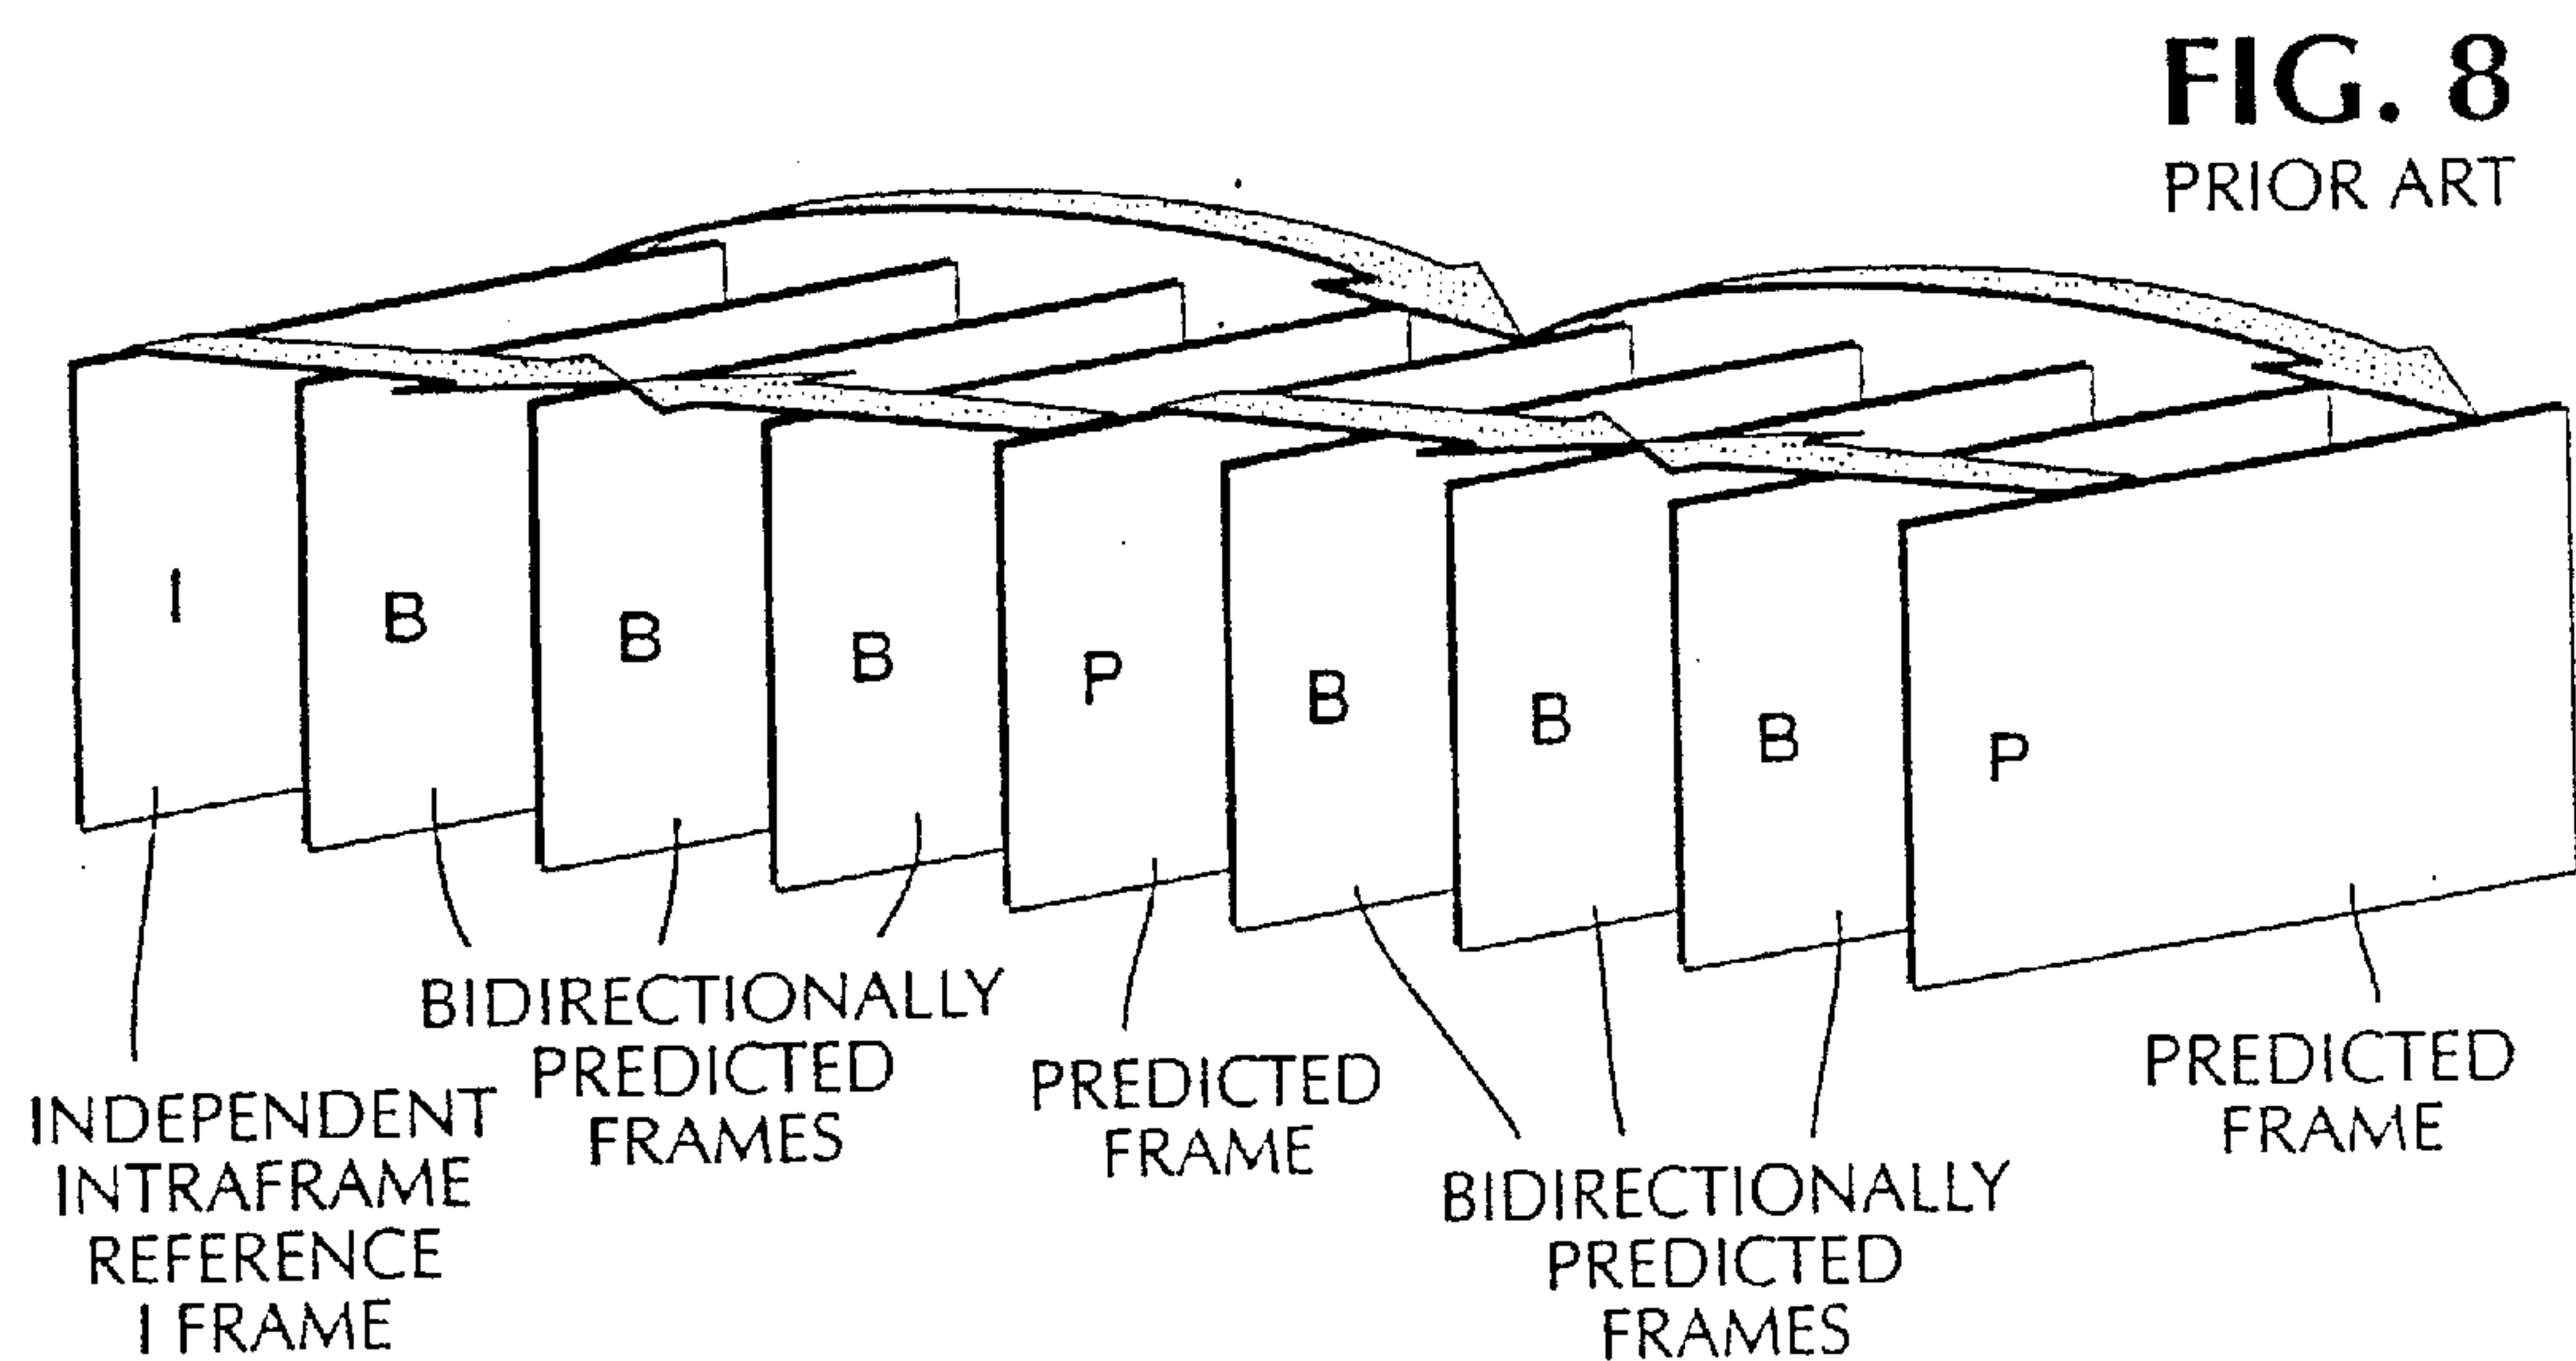 FIG. 8
PRIOR ART
I
B
B
B
P
B
B
B
P
INDEPENDENT
INTRAFRAME
REFERENCE
I FRAME
BIDIRECTIONALLY
PREDICTED
FRAMES
PREDICTED
FRAME
BIDIRECTIONALLY
PREDICTED
FRAMES
PREDICTED
FRAME